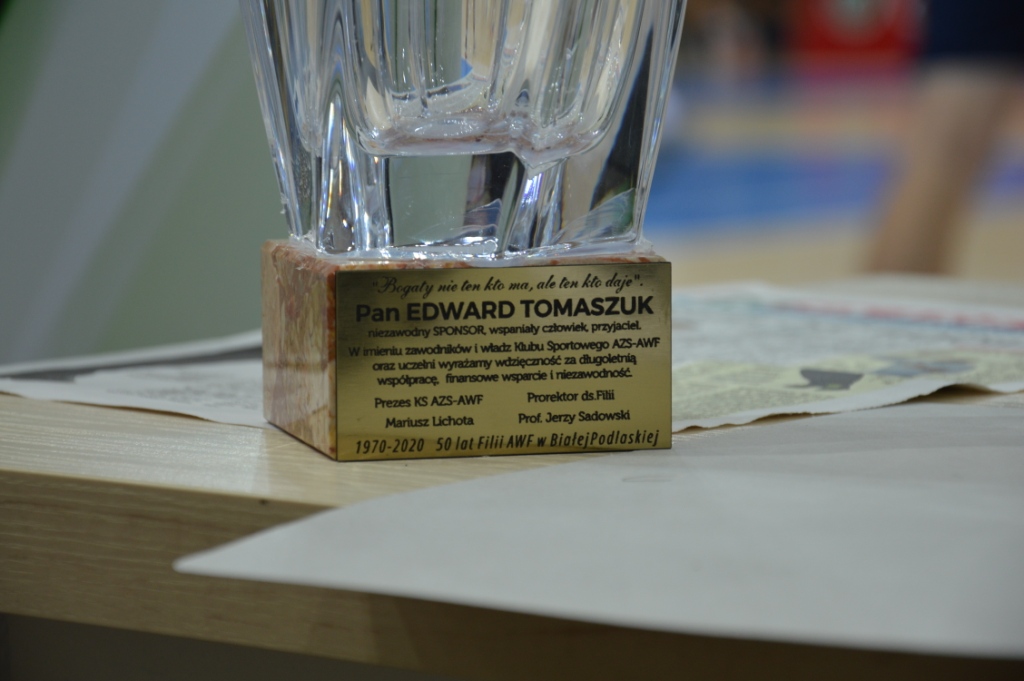 "Bogaty nie ten kto ma, ale ten kto daje".
Pan EDWARD TOMASZUK
niezawodny SPONSOR, wspaniały człowiek, przyjaciel.
W imieniu zawodników i władz Klubu Sportowego AZS-AWF
oraz uczelni wyrażamy wdzięczność za długoletnią
współpracę, finansowe wsparcie i niezawodność.
Prezes KS AZS-AWF Prorektor ds.Filii
Mariusz Lichota Prof. Jerzy Sadowski
1970-2020 50 lat Filii AWF w BiałejPodlaskiej